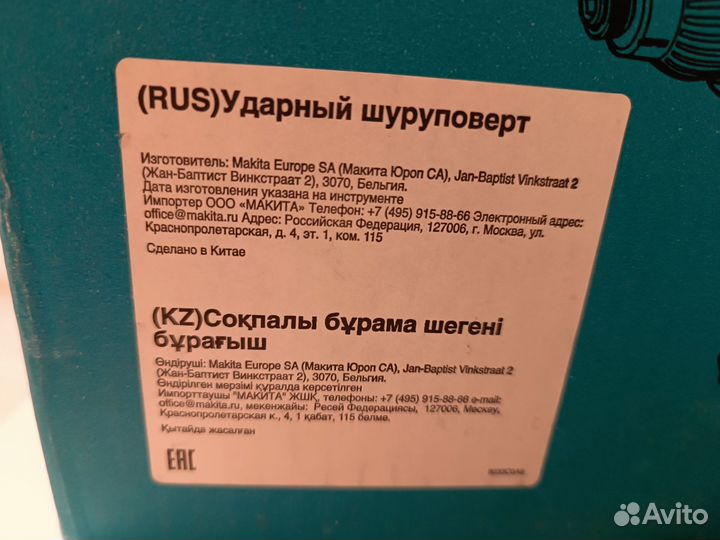 (RUS)Ударный шуруповерт
Изготовитель: Makita Europe SA (Макита Юроп СА), Jan-Baptist Vinkstraat 2
(Жан-Баптист Винкстраат 2), 3070, Бельгия.
Дата изготовления указана на инструменте
Импортер ООО «МАКИТА» Телефон: +7 (495) 915-88-66 Электронный адрес:
office@makita.ru Адрес: Российская Федерация, 127006, г. Москва, ул.
Краснопролетарская, д. 4, эт. 1, ком. 115
Сделано в Китае
(KZ)Соқпалы бұрама шегені
бұрағыш
Өндіруші: Makita Europe SA (Макита Юроп СА), Jan-Baptist Vinkstraat 2
(Жан-Баптист Винкстраат 2), 3070, Бельгия.
Өндірілген мерзімі құралда көрсетілген
Импорттаушы "МАКИТА" ЖШҚ, телефоны: +7 (495) 915-88-66 e-mail:
office@makita.ru, мекенжайы: Ресей Федерациясы, 127006, Мәскау,
Краснопролетарская к., 4, 1 қабат, 115 бөлме.
Қытайда жасалған
EAC
Avito